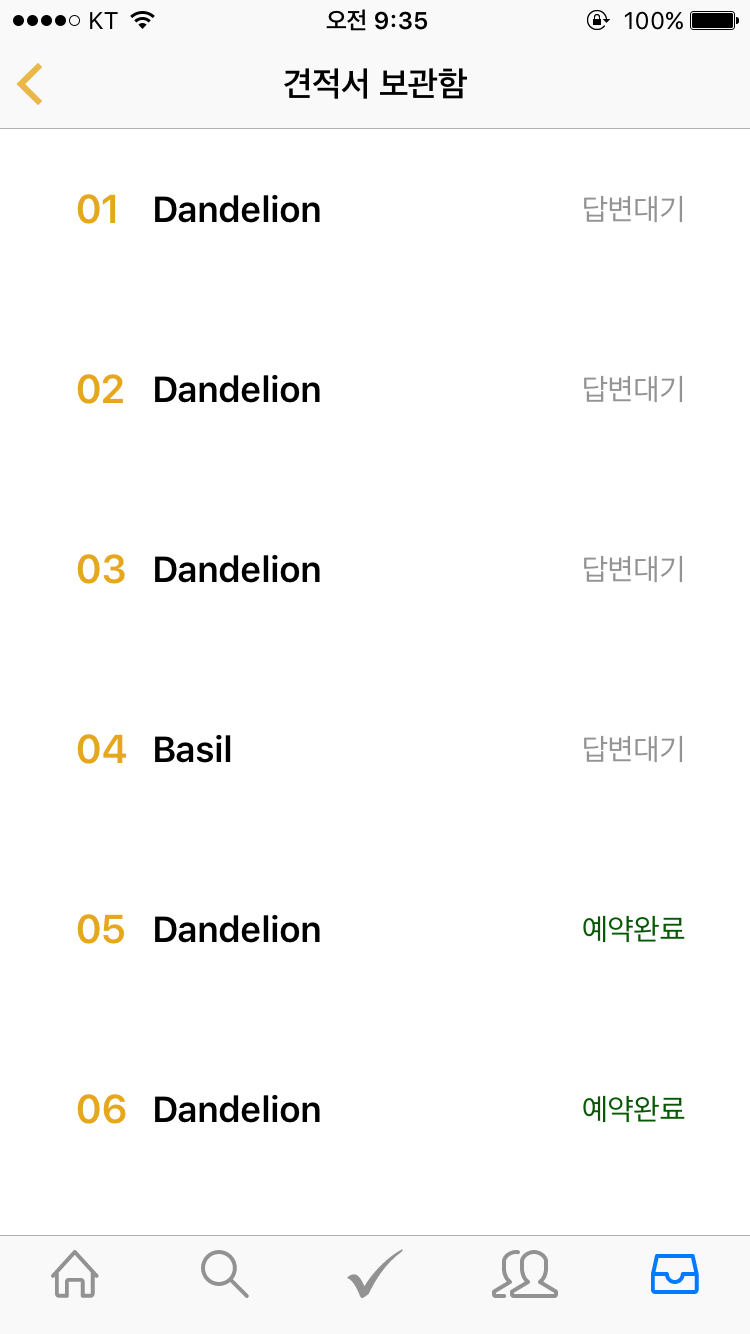 KT 오전 9:35 100%
견적서 보관함
01 Dandelion 답변대기
02 Dandelion 답변대기
03 Dandelion 답변대기
04 Basil 답변대기
05 Dandelion 예약완료
06 Dandelion 예약완료